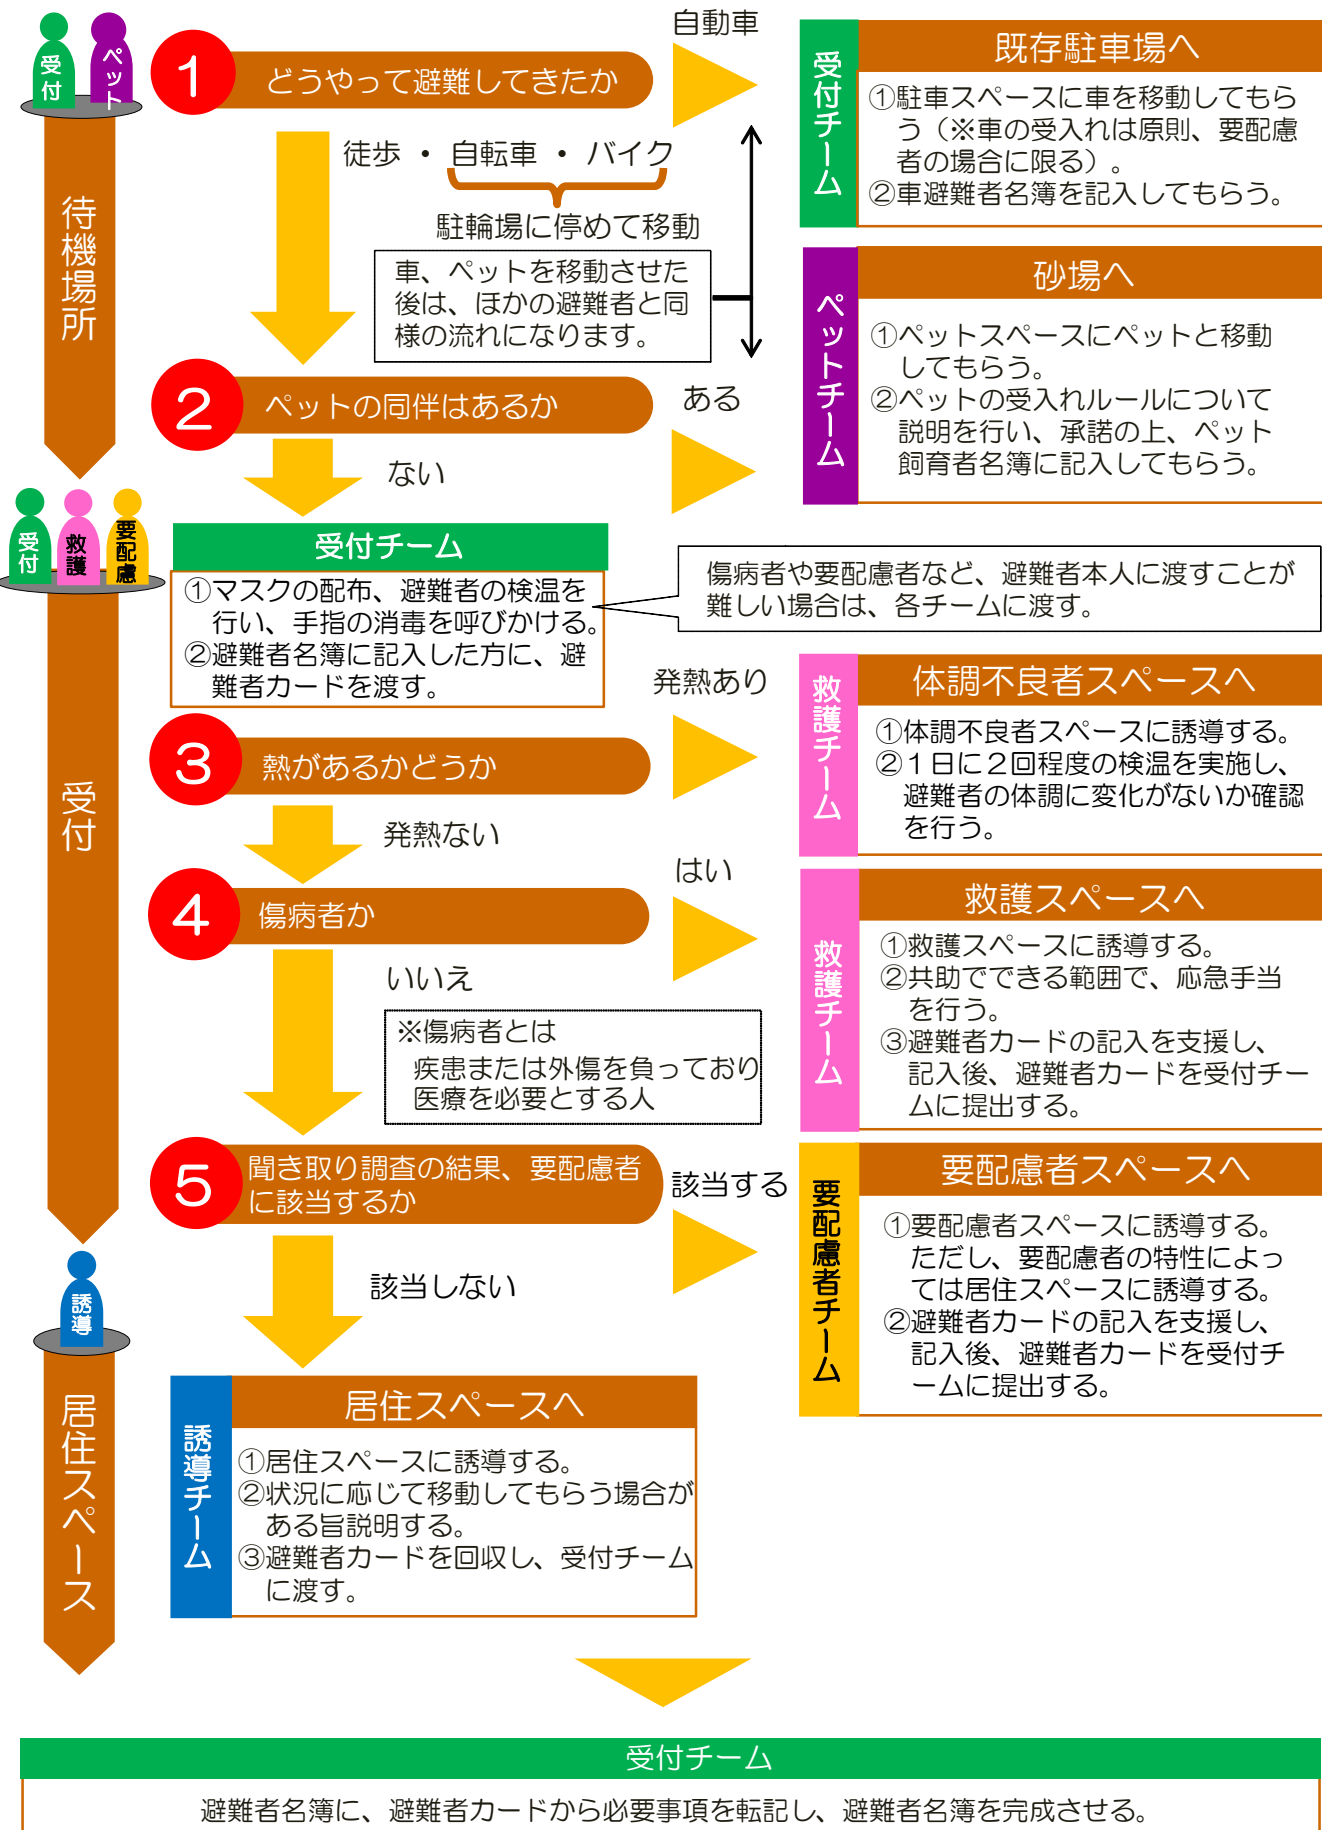 受付
ペット
待機場所
1 どうやって避難してきたか
自動車
徒歩 ・ 自転車 ・ バイク
駐輪場に停めて移動
車、ペットを移動させた
後は、ほかの避難者と同
様の流れになります。
受付チーム
既存駐車場へ
①駐車スペースに車を移動してもら
う（※車の受入れは原則、要配慮
者の場合に限る）。
②車避難者名簿を記入してもらう。
2 ペットの同伴はあるか
ある
ない
ペットチーム
砂場へ
①ペットスペースにペットと移動
してもらう。
②ペットの受入れルールについて
説明を行い、承諾の上、ペット
飼育者名簿に記入してもらう。
受付
救護
要配慮
受付
受付チーム
①マスクの配布、避難者の検温を
行い、手指の消毒を呼びかける。
②避難者名簿に記入した方に、避
難者カードを渡す。
傷病者や要配慮者など、避難者本人に渡すことが
難しい場合は、各チームに渡す。
3 熱があるかどうか
発熱あり
発熱ない
救護チーム
体調不良者スペースへ
①体調不良者スペースに誘導する。
②１日に２回程度の検温を実施し、
避難者の体調に変化がないか確認
を行う。
4 傷病者か
はい
いいえ
※傷病者とは
疾患または外傷を負っており
医療を必要とする人
救護チーム
救護スペースへ
①救護スペースに誘導する。
②共助でできる範囲で、応急手当
を行う。
③避難者カードの記入を支援し、
記入後、避難者カードを受付チー
ムに提出する。
5 聞き取り調査の結果、要配慮者
に該当するか
該当する
該当しない
要配慮者チーム
要配慮者スペースへ
①要配慮者スペースに誘導する。
ただし、要配慮者の特性によっ
ては居住スペースに誘導する。
②避難者カードの記入を支援し、
記入後、避難者カードを受付チ
ームに提出する。
誘導
居住スペース
誘導チーム
居住スペースへ
①居住スペースに誘導する。
②状況に応じて移動してもらう場合が
ある旨説明する。
③避難者カードを回収し、受付チーム
に渡す。
受付チーム
避難者名簿に、避難者カードから必要事項を転記し、避難者名簿を完成させる。